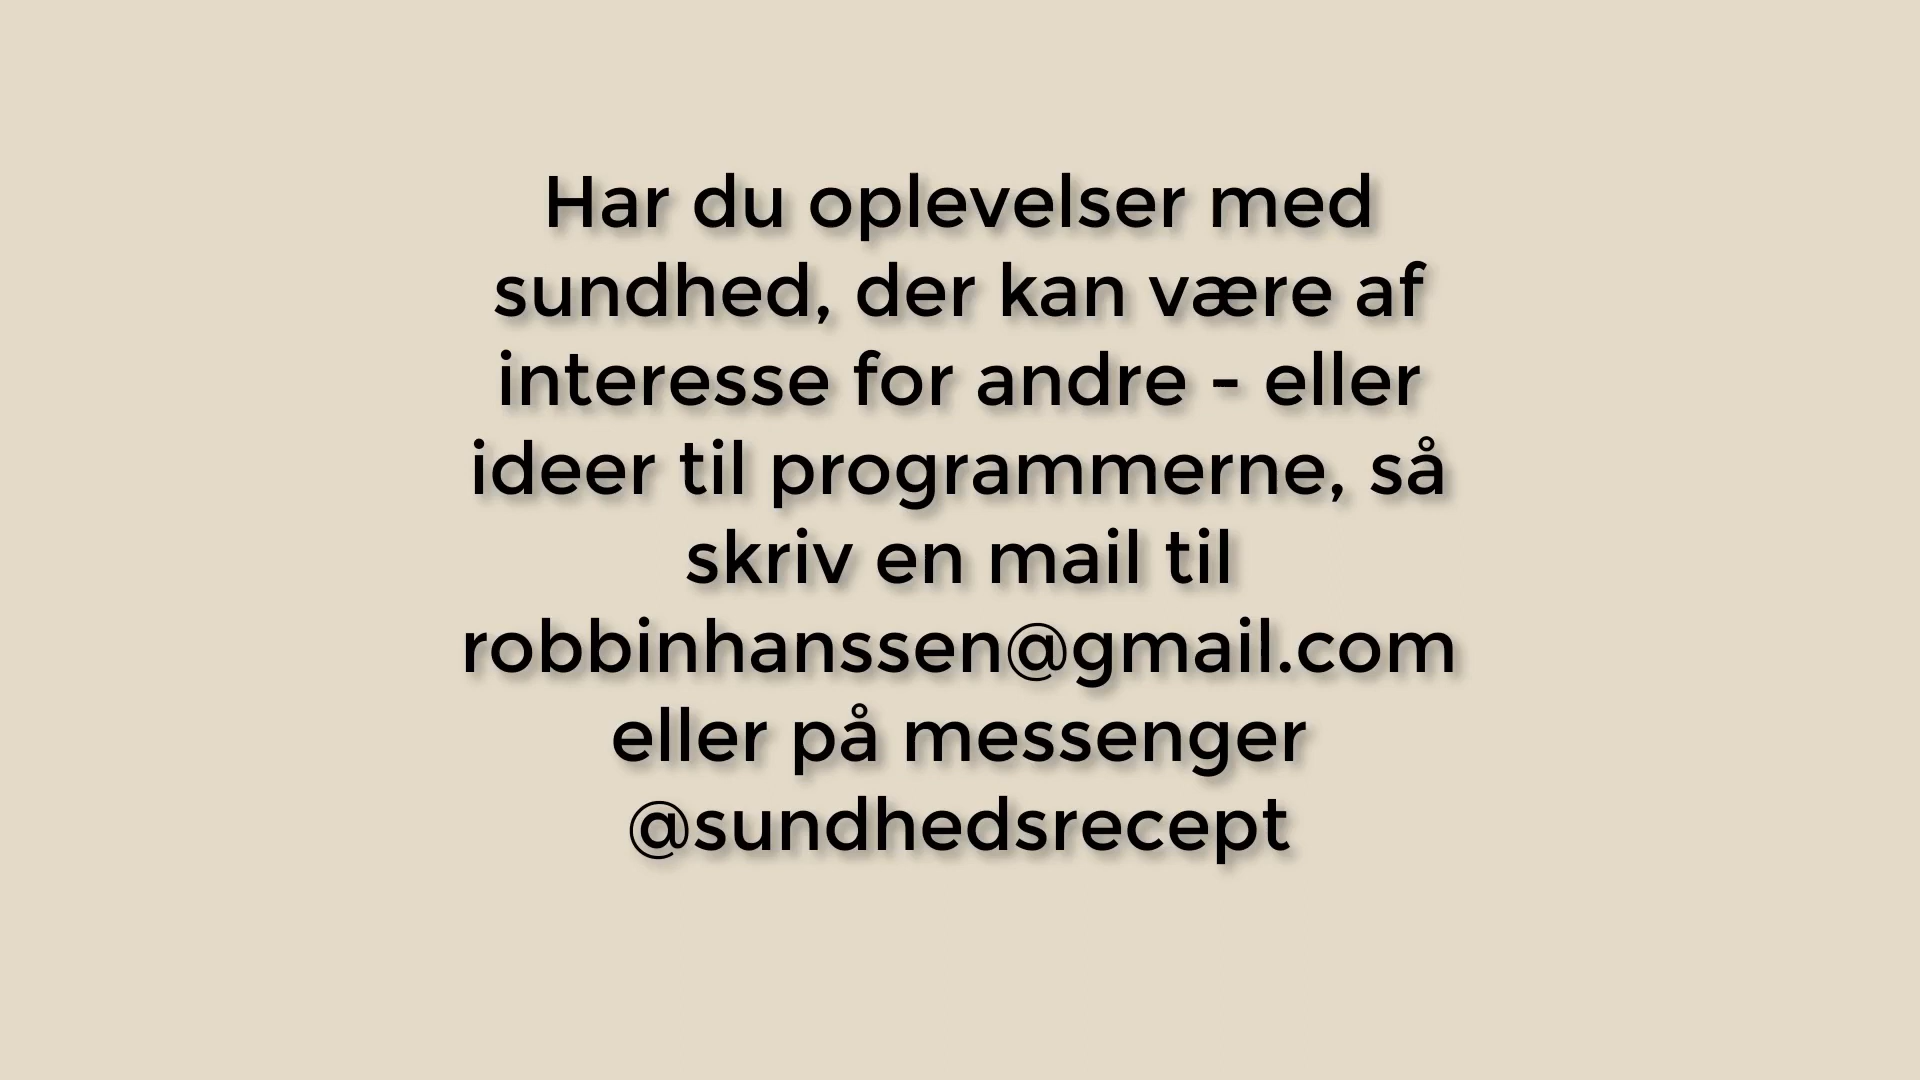 Har du oplevelser med
sundhed, der kan være af
interesse for andre - eller
ideer til programmerne, så
skriv en mail til
robbinhanssen@gmail.com
eller på messenger
@sundhedsrecept